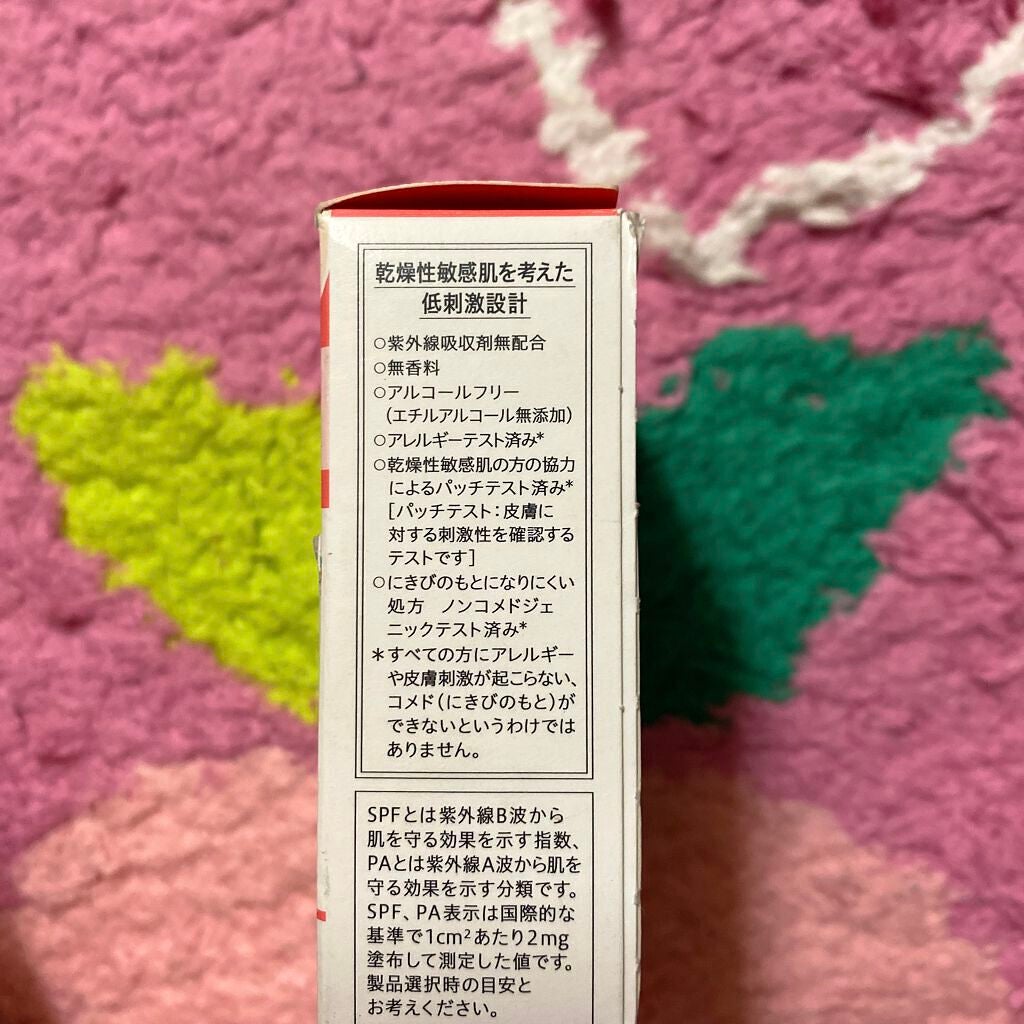 乾燥性敏感肌を考えた
低刺激設計
○紫外線吸収剤無配合
○無香料
○アルコールフリー
(エチルアルコール無添加)
○アレルギーテスト済み*
○乾燥性敏感肌の方の協力
によるパッチテスト済み*
[パッチテスト:皮膚に
対する刺激性を確認する
テストです]
○にきびのもとになりにくい
処方 ノンコメドジェ
ニックテスト済み*
*すべての方にアレルギー
や皮膚刺激が起こらない、
コメド(にきびのもと)が
できないというわけでは
ありません。
SPFとは紫外線B波から
肌を守る効果を示す指数、
PAとは紫外線A波から肌を
守る効果を示す分類です。
SPF、PA表示は国際的な
基準で1cm²あたり2mg
塗布して測定した値です。
製品選択時の目安と
お考えください。